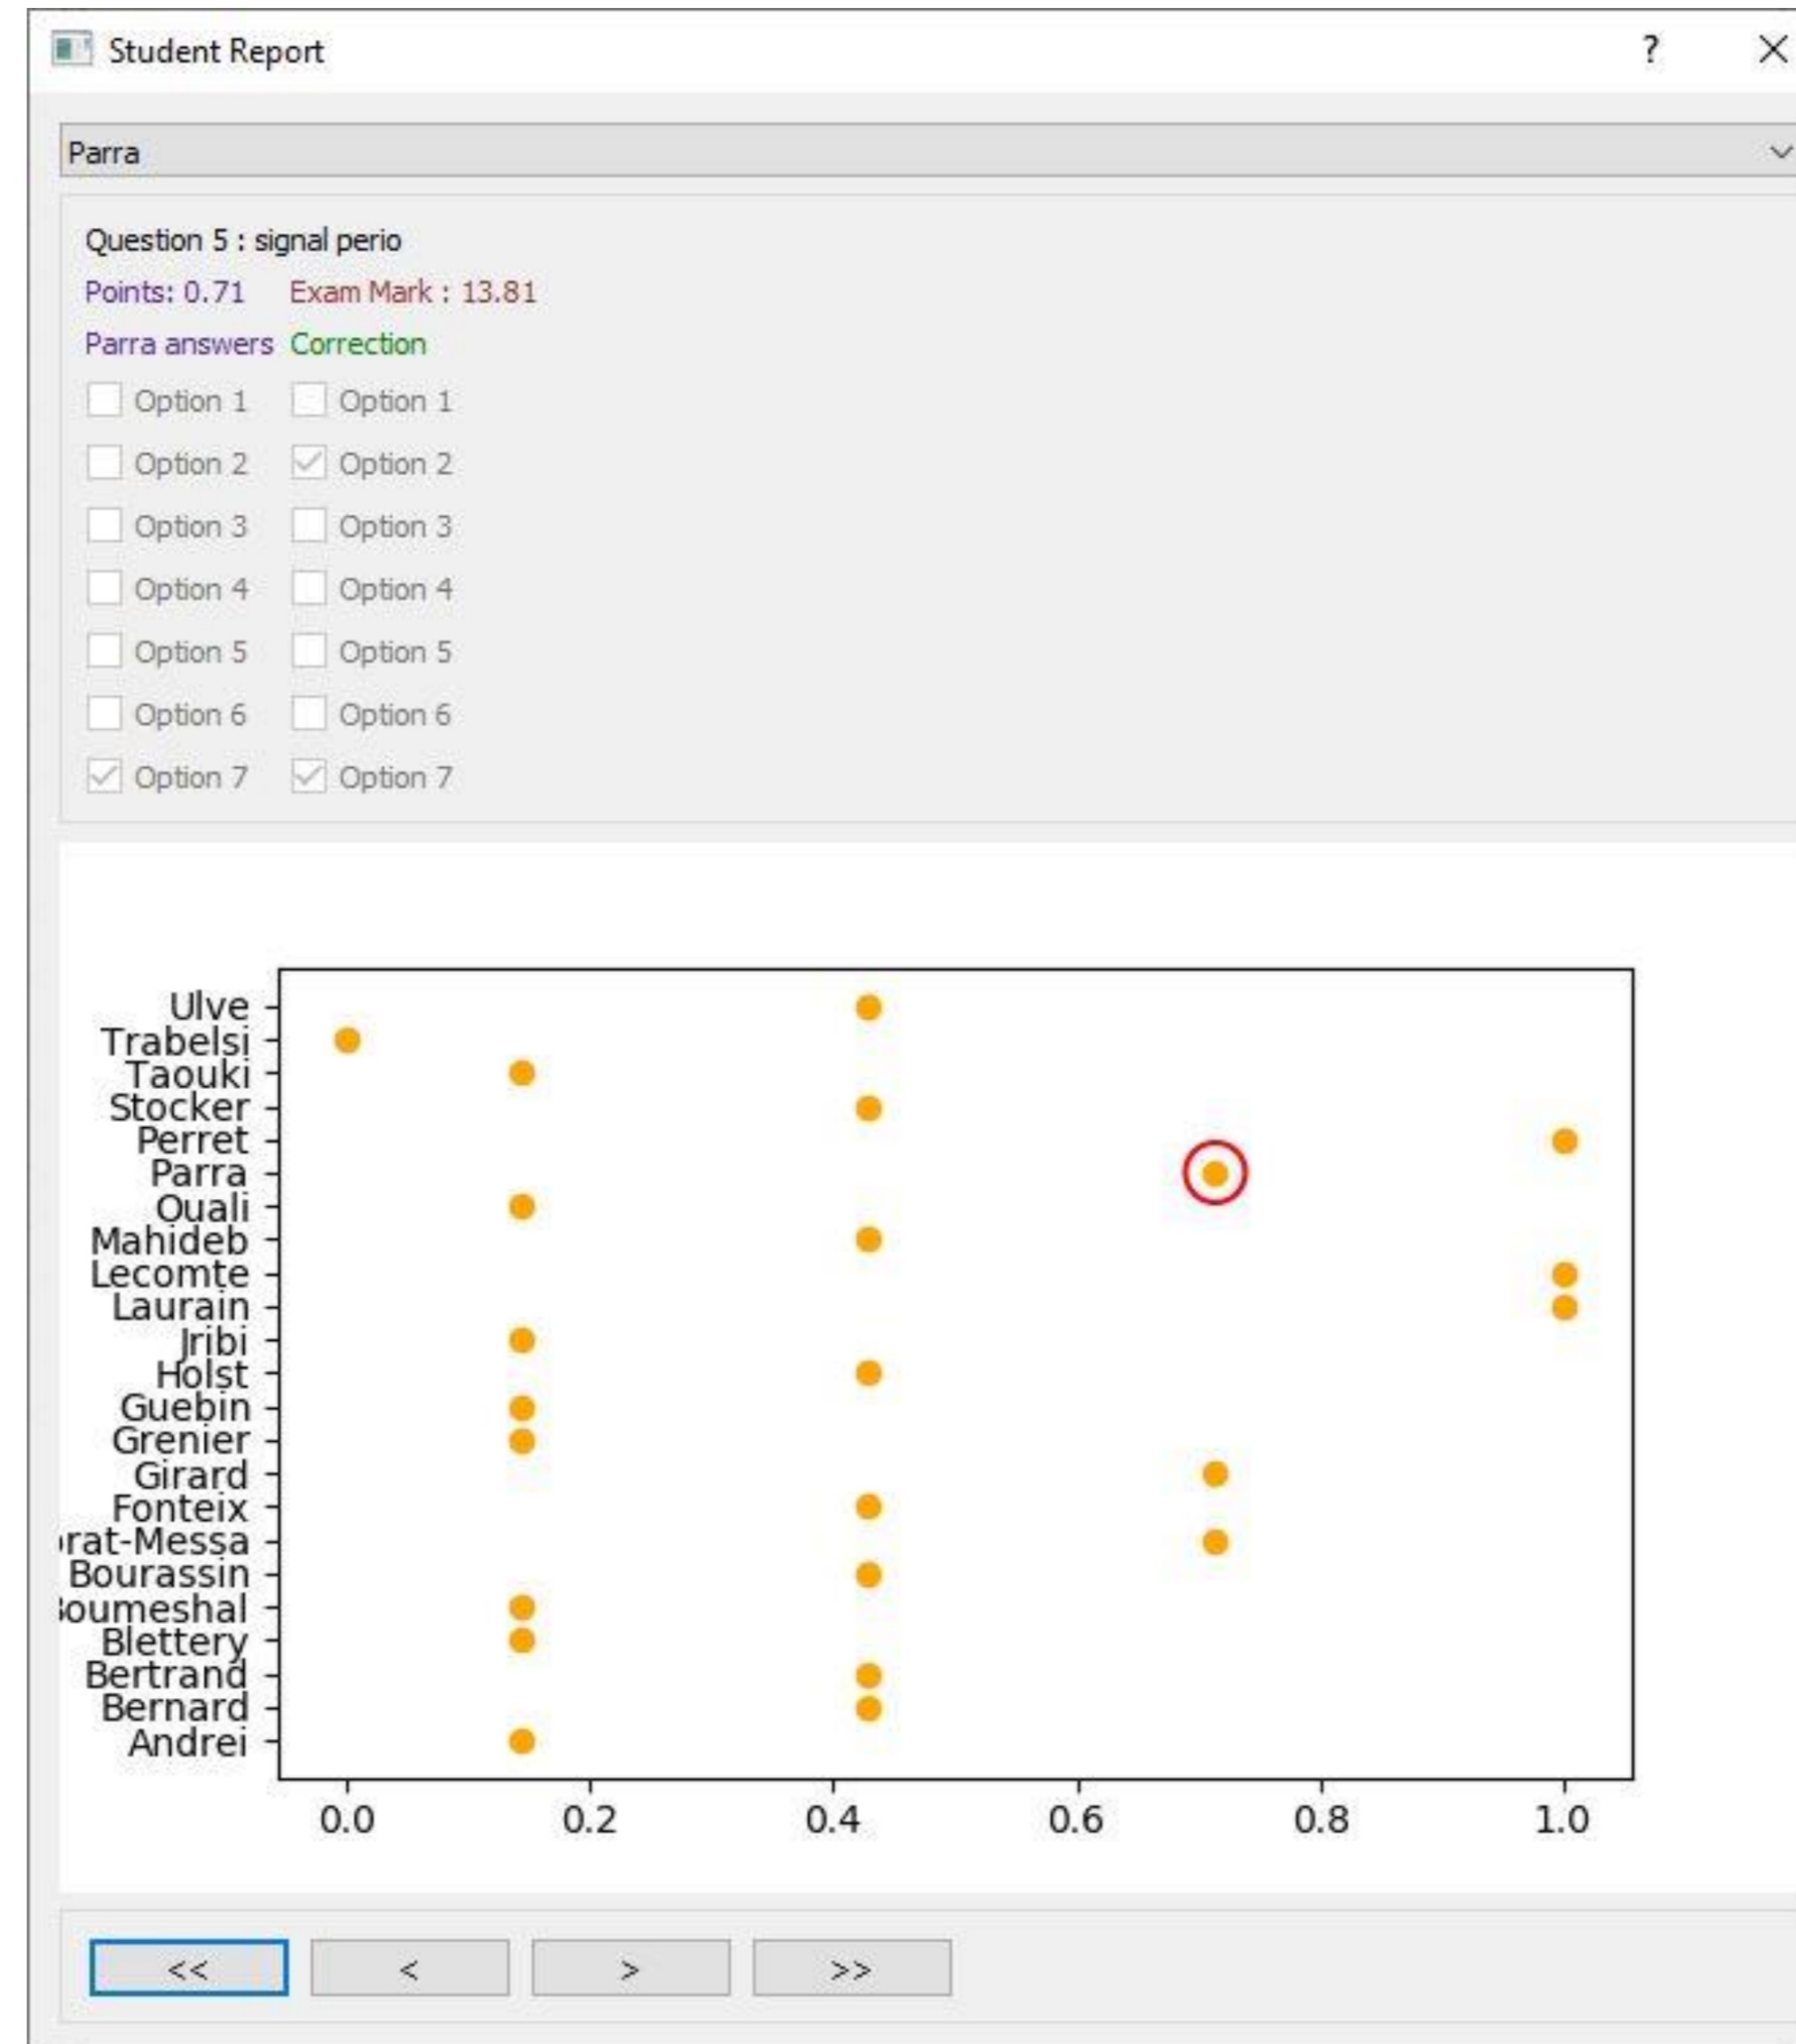 Student Report ?
Parra
Question 5 : signal perio
Points: 0.71 Exam Mark : 13.81
Parra answers Correction
Option 1 Option 1
Option 2 Option 2
Option 3 Option 3
Option 4 Option 4
Option 5 Option 5
Option 6 Option 6
Option 7 Option 7
Ulve
Trabelsi
Taouki
Stocker
Perret
Parra
Ouali
Mahideb
Lecomte
Laurain
Jribi
Holst
Guebin
Grenier
Girard
Fonteix
rat-Messa
Bourassin
oumeshal
Blettery
Bertrand
Bernard
Andrei
0.0 0.2 0.4 0.6 0.8 1.0
<< < > >>